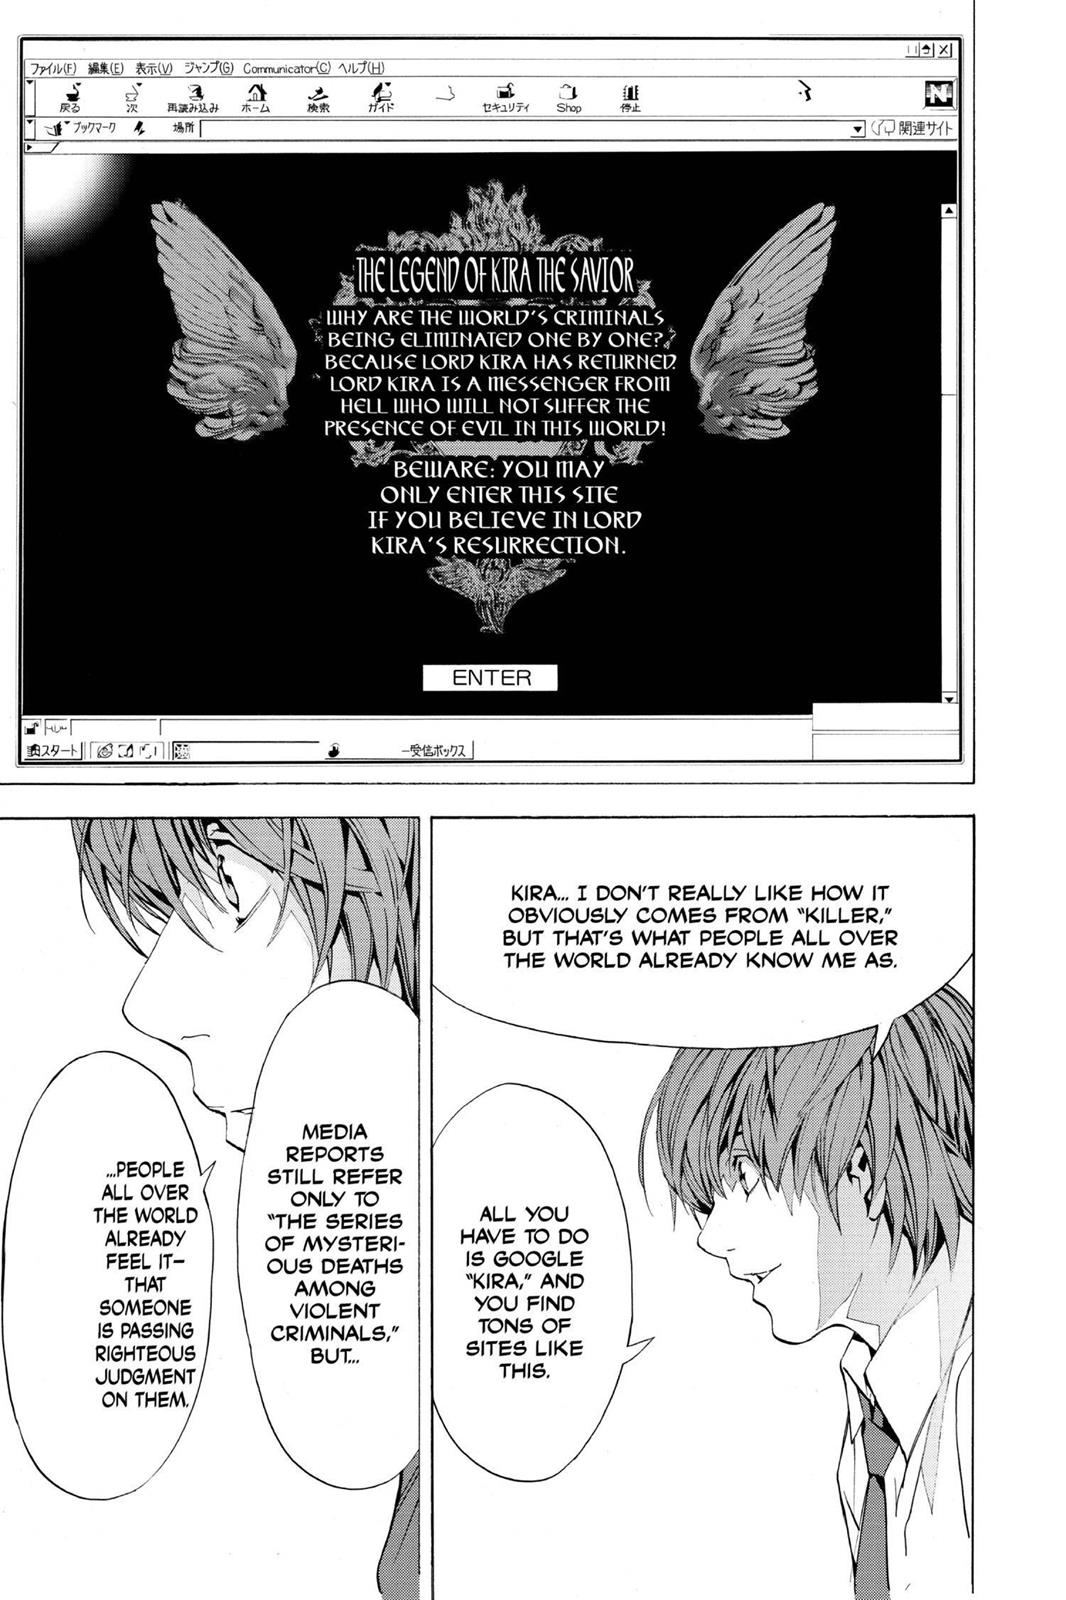 ファイル(F) 編集(E) 表示(V) ジャンプ(G) Communicator(C) ヘルプ(H)
戻る 次 再読み込み ホーム 検索 ガイド セキュリティ Shop 停止 N
ブックマーク 場所 関連サイト
THE LEGEND OF KIRA THE SAVIOR
WHY ARE THE WORLD'S CRIMINALS
BEING ELIMINATED ONE BY ONE?
BECAUSE LORD KIRA HAS RETURNED.
LORD KIRA IS A MESSENGER FROM
HELL WHO WILL NOT SUFFER THE
PRESENCE OF EVIL IN THIS WORLD!
BEWARE: YOU MAY
ONLY ENTER THIS SITE
IF YOU BELIEVE IN LORD
KIRA'S RESURRECTION.
ENTER
スタート ー受信ボックス
KIRA... I DON'T REALLY LIKE HOW IT
OBVIOUSLY COMES FROM "KILLER,"
BUT THAT'S WHAT PEOPLE ALL OVER
THE WORLD ALREADY KNOW ME AS.
ALL YOU
HAVE TO DO
IS GOOGLE
"KIRA," AND
YOU FIND
TONS OF
SITES LIKE
THIS.
MEDIA
REPORTS
STILL REFER
ONLY TO
"THE SERIES
OF MYSTERI-
OUS DEATHS
AMONG
VIOLENT
CRIMINALS,"
BUT...
...PEOPLE
ALL OVER
THE WORLD
ALREADY
FEEL IT—
THAT
SOMEONE
IS PASSING
RIGHTEOUS
JUDGMENT
ON THEM.